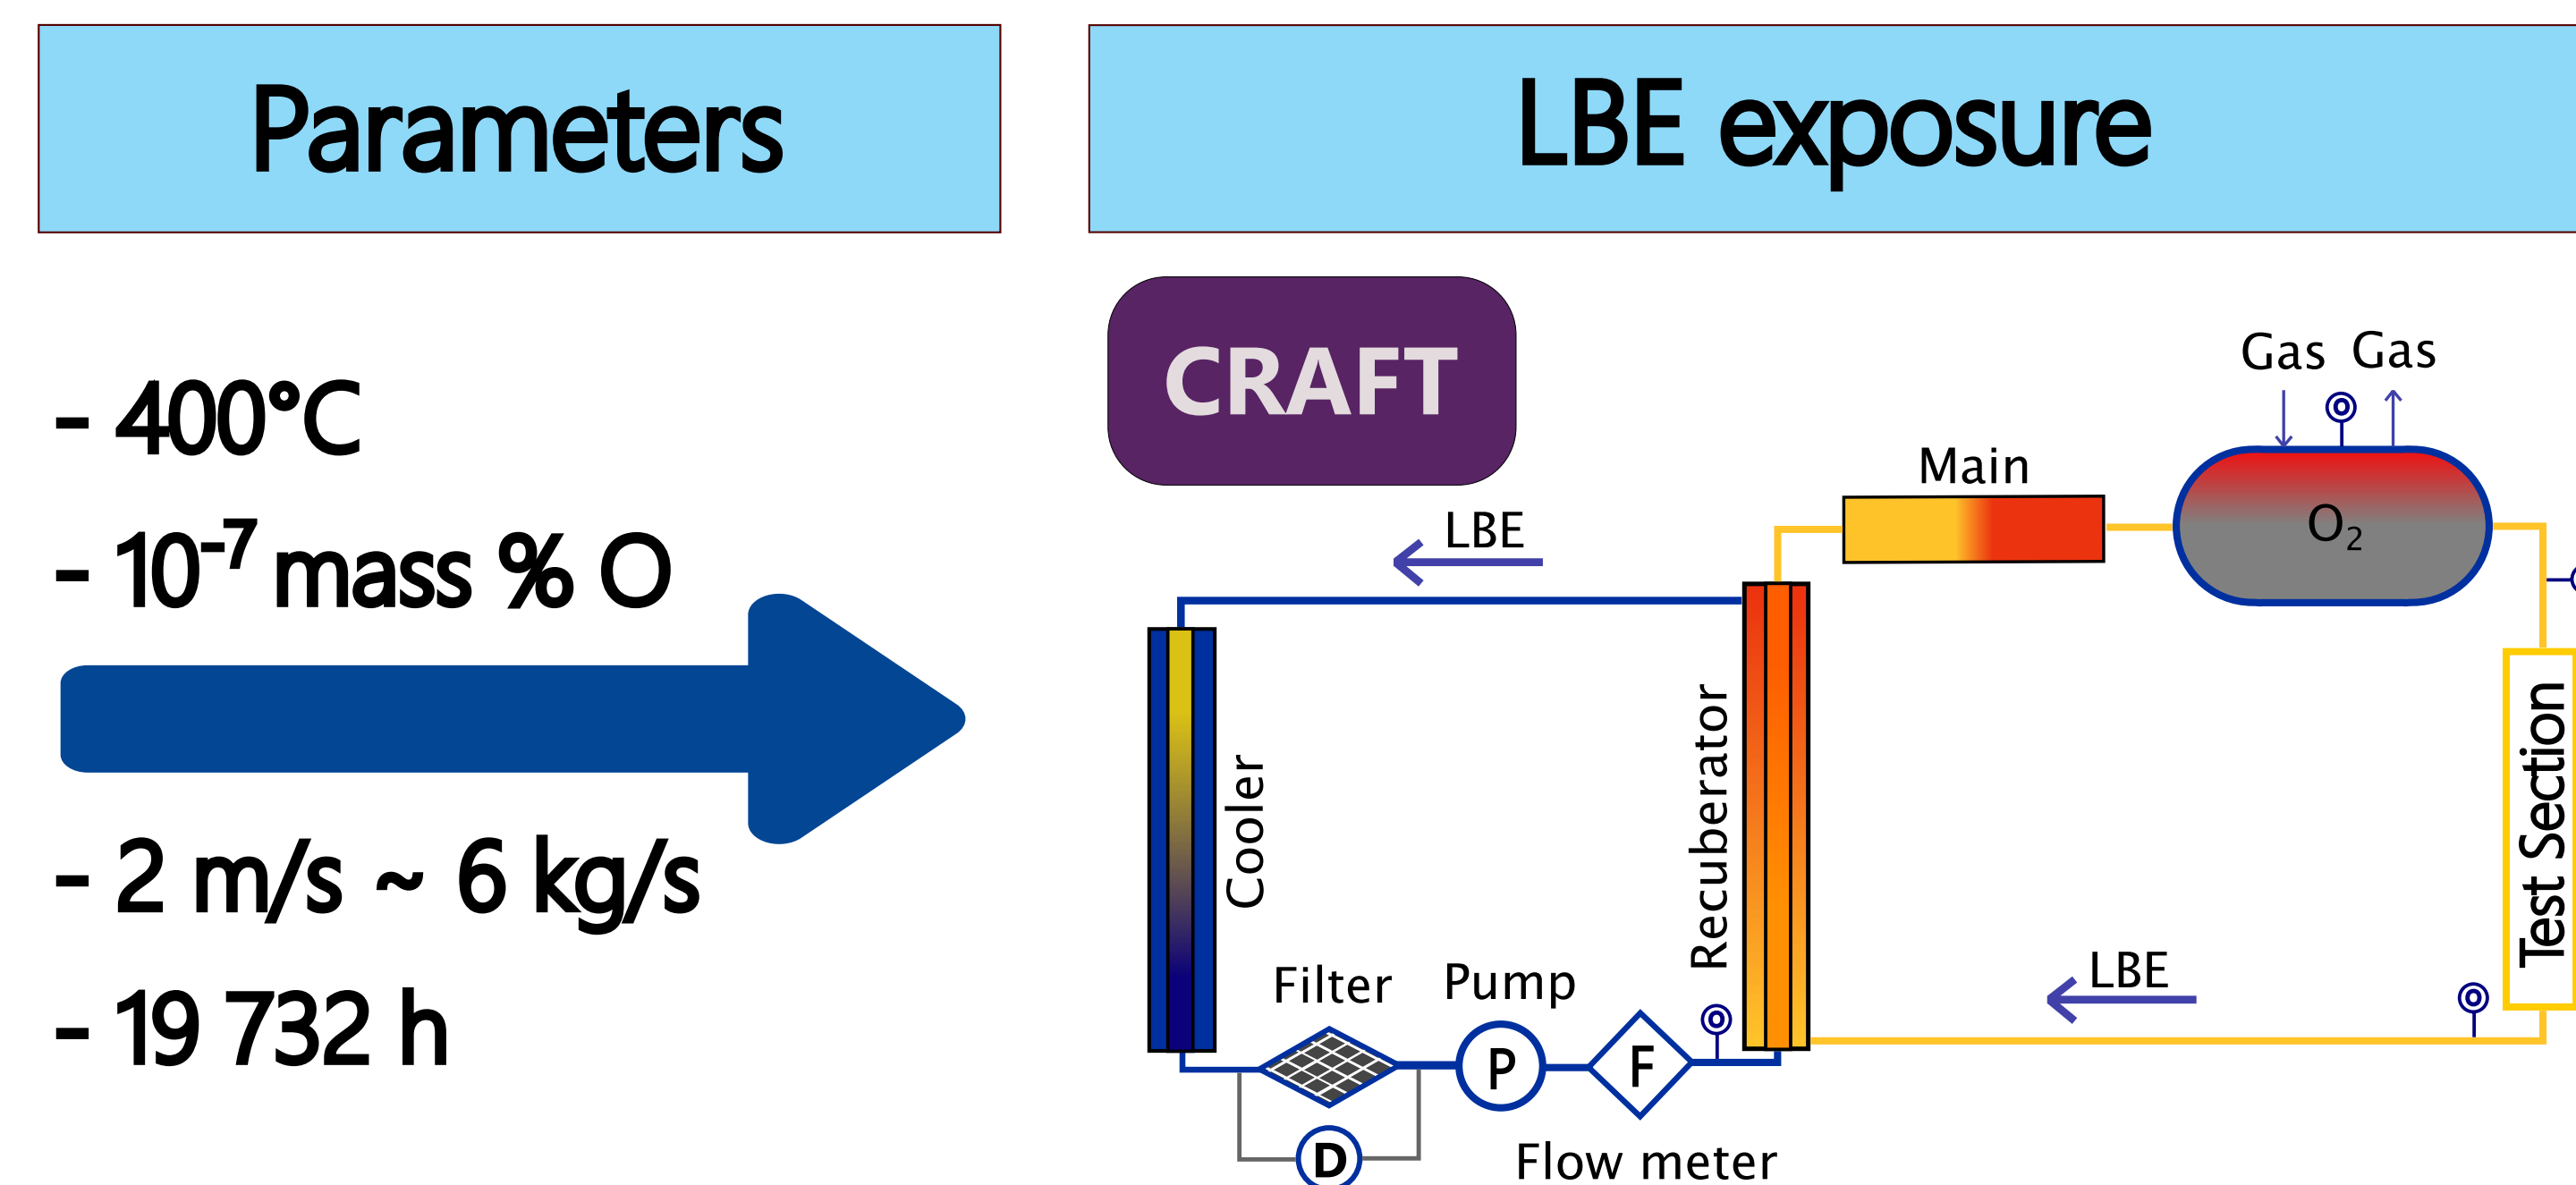 Parameters
LBE exposure
- 400°C
- 10⁻⁷ mass % O
- 2 m/s ~ 6 kg/s
- 19 732 h
CRAFT
Gas Gas
O
Main
O₂
LBE
Cooler
Recuberator
Test Section
Filter
Pump
LBE
O
O
P
F
D
Flow meter